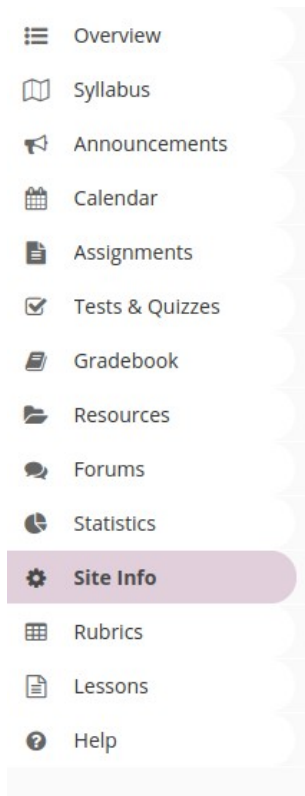 Overview
Syllabus
Announcements
Calendar
Assignments
Tests & Quizzes
Gradebook
Resources
Forums
Statistics
Site Info
Rubrics
Lessons
Help